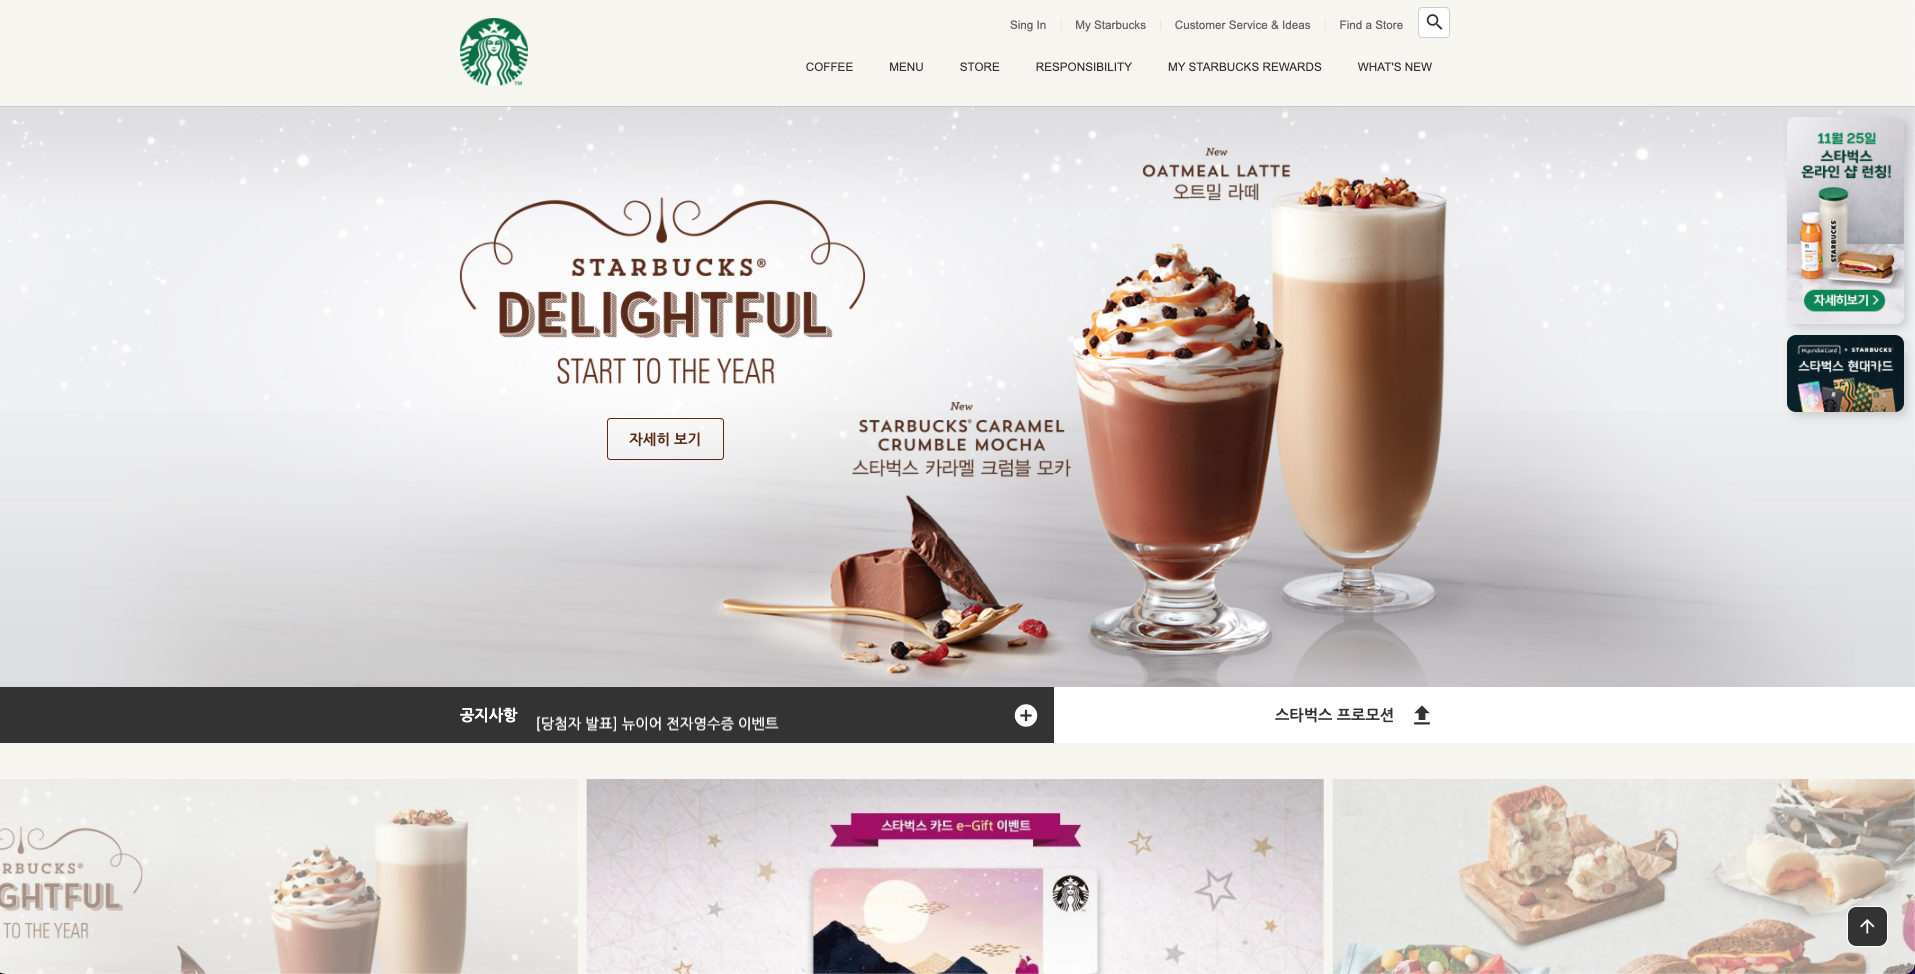 Sing In
My Starbucks
Customer Service & Ideas
Find a Store
COFFEE
MENU
STORE
RESPONSIBILITY
MY STARBUCKS REWARDS
WHAT'S NEW
TM
STARBUCKS®
DELIGHTFUL
START TO THE YEAR
자세히 보기
New
OATMEAL LATTE
오트밀 라떼
New
STARBUCKS® CARAMEL
CRUMBLE MOCHA
스타벅스 카라멜 크럼블 모카
11월 25일
스타벅스
온라인 샵 런칭!
STARBUCKS
자세히보기 >
HyundaiCard + STARBUCKS
스타벅스 현대카드
공지사항
[당첨자 발표] 뉴이어 전자영수증 이벤트
스타벅스 프로모션
RBUCKS®
GHTFUL
TO THE YEAR
스타벅스 카드 e-Gift 이벤트